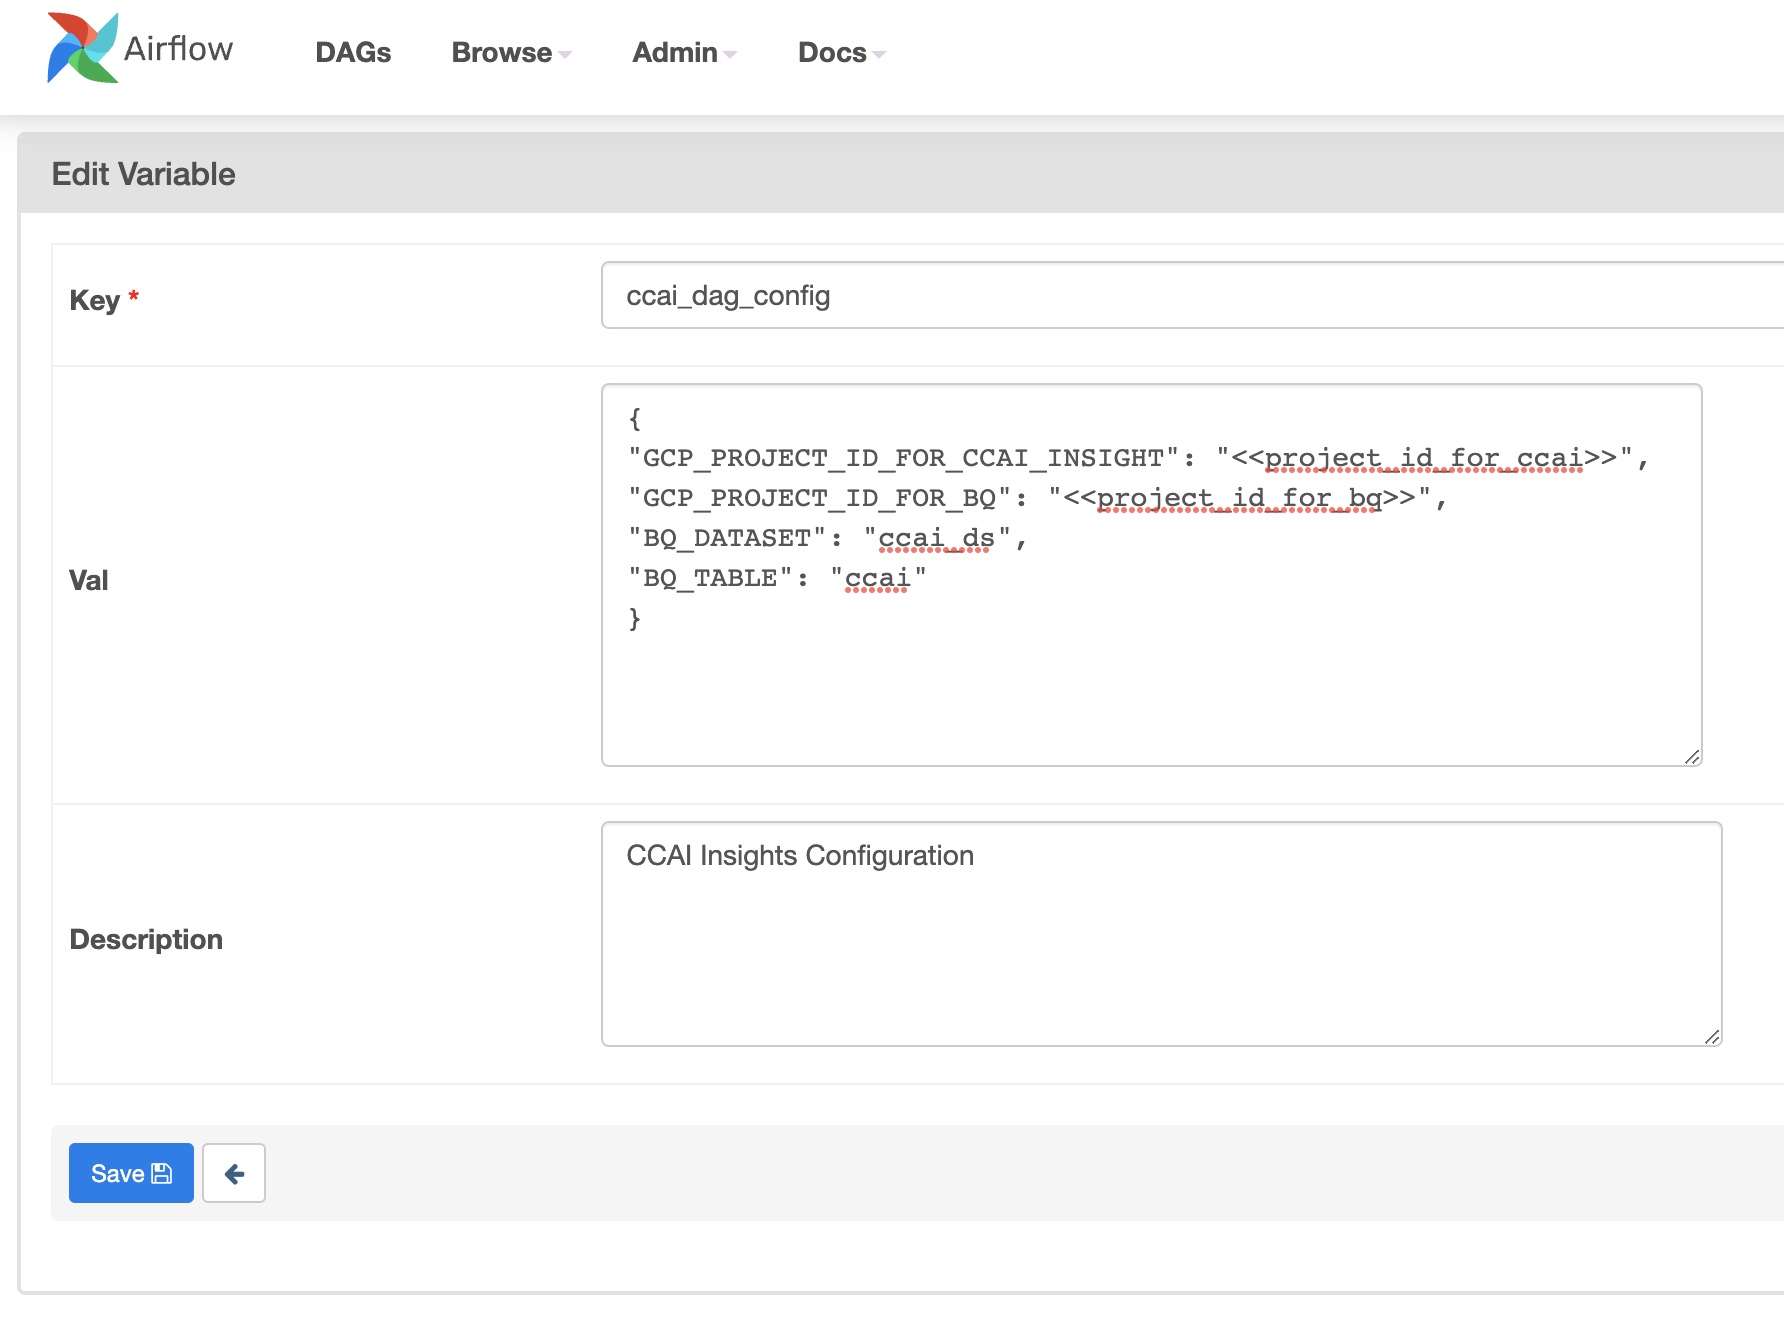 Airflow DAGs Browse Admin Docs
Edit Variable
Key *
ccai_dag_config
Val
{
"GCP_PROJECT_ID_FOR_CCAI_INSIGHT": "<<project_id_for_ccai>>",
"GCP_PROJECT_ID_FOR_BQ": "<<project_id_for_bq>>",
"BQ_DATASET": "ccai_ds",
"BQ_TABLE": "ccai"
}
Description
CCAI Insights Configuration
Save